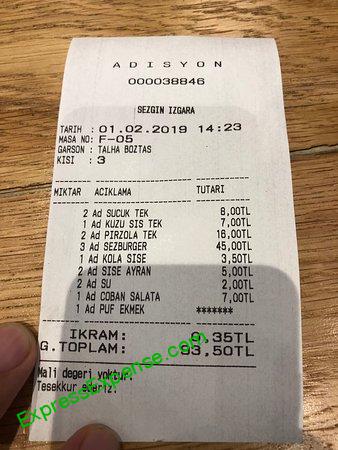 ADISYON
000038846
SEZGIN IZGARA
TARIH : 01.02.2019 14:23
MASA NO: F-05
GARSON : TALHA BOZTAS
KISI : 3
MIKTAR ACIKLAMA TUTARI
2 Ad SUCUK TEK 8,00TL
1 Ad KUZU SIS TEK 7,00TL
2 Ad PIRZOLA TEK 16,00TL
3 Ad SEZBURGER 45,00TL
1 Ad KOLA SISE 3,50TL
2 Ad SISE AYRAN 5,00TL
2 Ad SU 2,00TL
1 Ad COBAN SALATA 7,00TL
1 Ad PUF EKMEK *******
IKRAM: 9,35TL
G.TOPLAM: 93,50TL
Mali degeri yoktur.
Tesekkur ederiz.
ExpressExpense.com